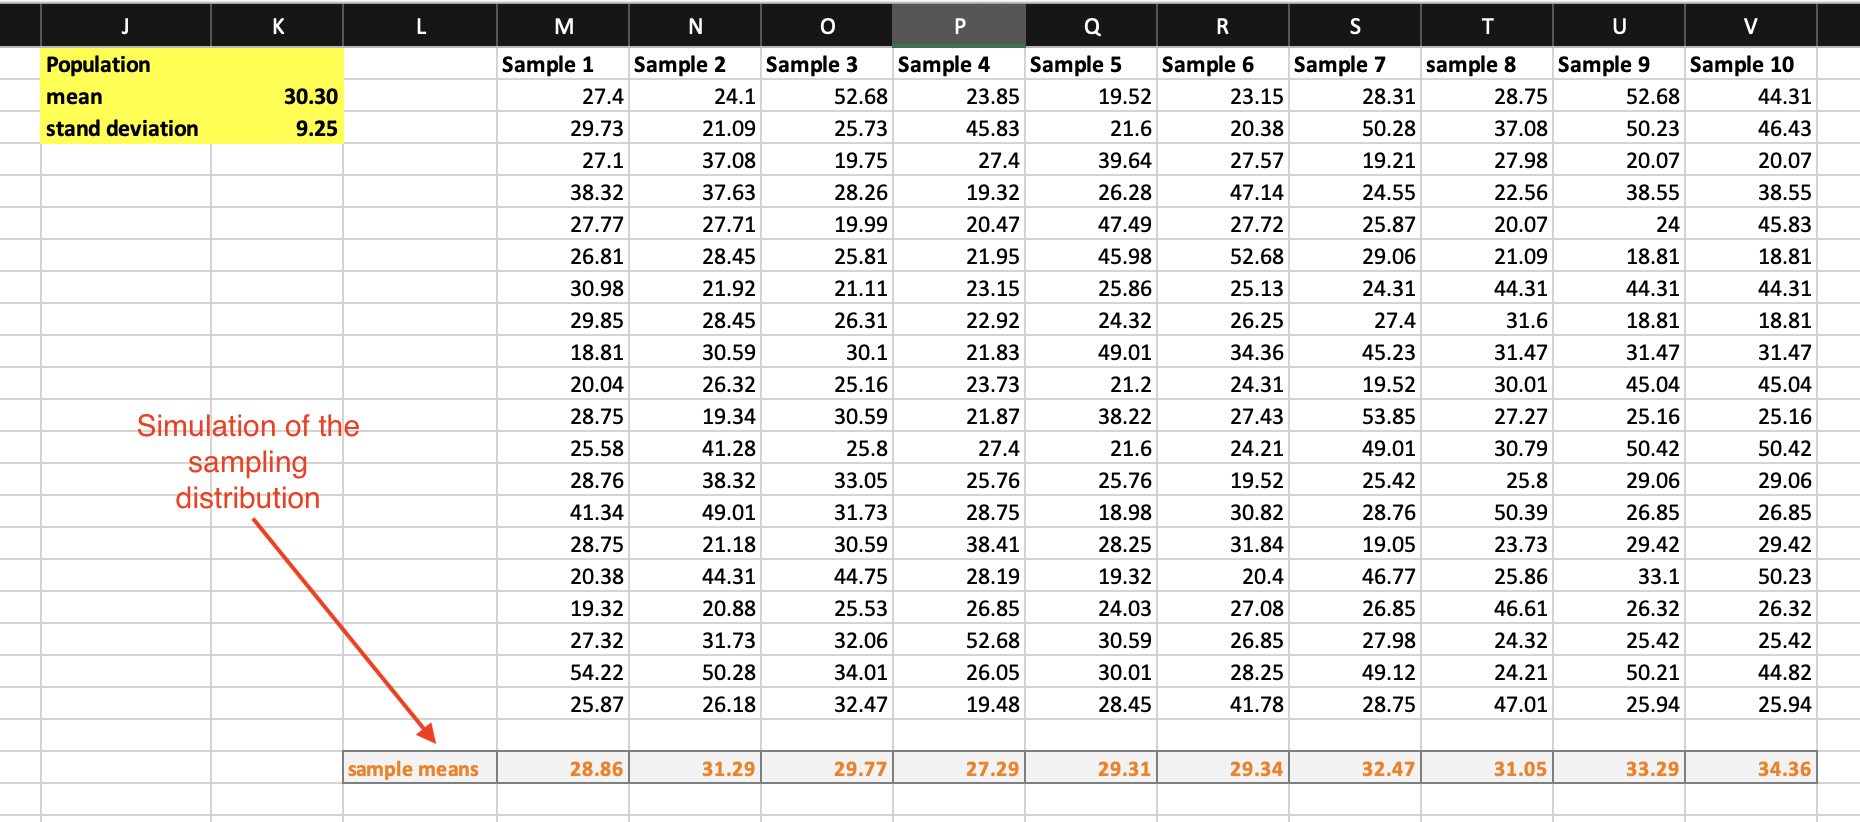 J K L M N O P Q R S T U V
Population Sample 1 Sample 2 Sample 3 Sample 4 Sample 5 Sample 6 Sample 7 sample 8 Sample 9 Sample 10
mean 30.30 27.4 24.1 52.68 23.85 19.52 23.15 28.31 28.75 52.68 44.31
stand deviation 9.25 29.73 21.09 25.73 45.83 21.6 20.38 50.28 37.08 50.23 46.43
27.1 37.08 19.75 27.4 39.64 27.57 19.21 27.98 20.07 20.07
38.32 37.63 28.26 19.32 26.28 47.14 24.55 22.56 38.55 38.55
27.77 27.71 19.99 20.47 47.49 27.72 25.87 20.07 24 45.83
26.81 28.45 25.81 21.95 45.98 52.68 29.06 21.09 18.81 18.81
30.98 21.92 21.11 23.15 25.86 25.13 24.31 44.31 44.31 44.31
29.85 28.45 26.31 22.92 24.32 26.25 27.4 31.6 18.81 18.81
18.81 30.59 30.1 21.83 49.01 34.36 45.23 31.47 31.47 31.47
20.04 26.32 25.16 23.73 21.2 24.31 19.52 30.01 45.04 45.04
28.75 19.34 30.59 21.87 38.22 27.43 53.85 27.27 25.16 25.16
25.58 41.28 25.8 27.4 21.6 24.21 49.01 30.79 50.42 50.42
28.76 38.32 33.05 25.76 25.76 19.52 25.42 25.8 29.06 29.06
41.34 49.01 31.73 28.75 18.98 30.82 28.76 50.39 26.85 26.85
28.75 21.18 30.59 38.41 28.25 31.84 19.05 23.73 29.42 29.42
20.38 44.31 44.75 28.19 19.32 20.4 46.77 25.86 33.1 50.23
19.32 20.88 25.53 26.85 24.03 27.08 26.85 46.61 26.32 26.32
27.32 31.73 32.06 52.68 30.59 26.85 27.98 24.32 25.42 25.42
54.22 50.28 34.01 26.05 30.01 28.25 49.12 24.21 50.21 44.82
25.87 26.18 32.47 19.48 28.45 41.78 28.75 47.01 25.94 25.94
Simulation of the
sampling
distribution
sample means 28.86 31.29 29.77 27.29 29.31 29.34 32.47 31.05 33.29 34.36